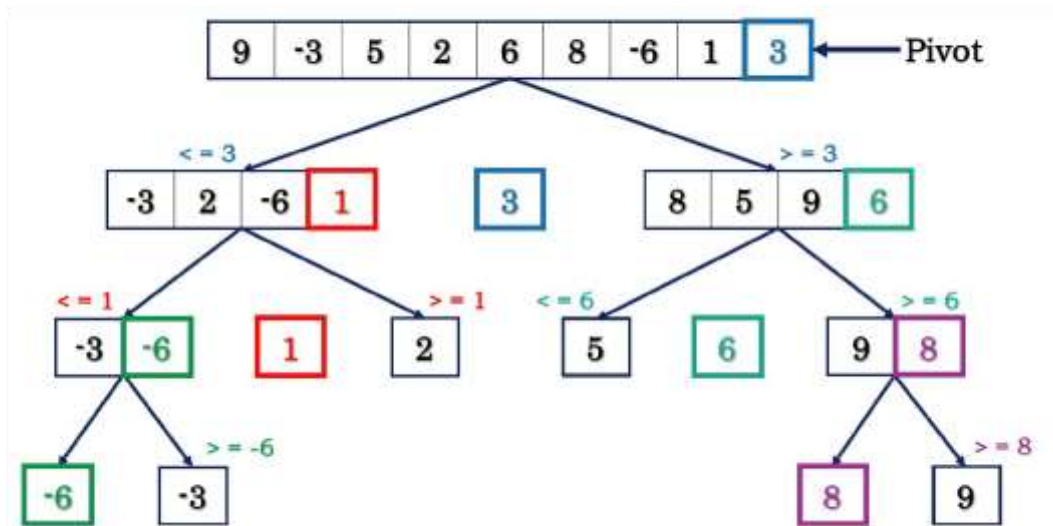 9 -3 5 2 6 8 -6 1 3 Pivot
< = 3 > = 3
-3 2 -6 1 3 8 5 9 6
< = 1 > = 1 < = 6 > = 6
-3 -6 1 2 5 6 9 8
> = -6 > = 8
-6 -3 8 9